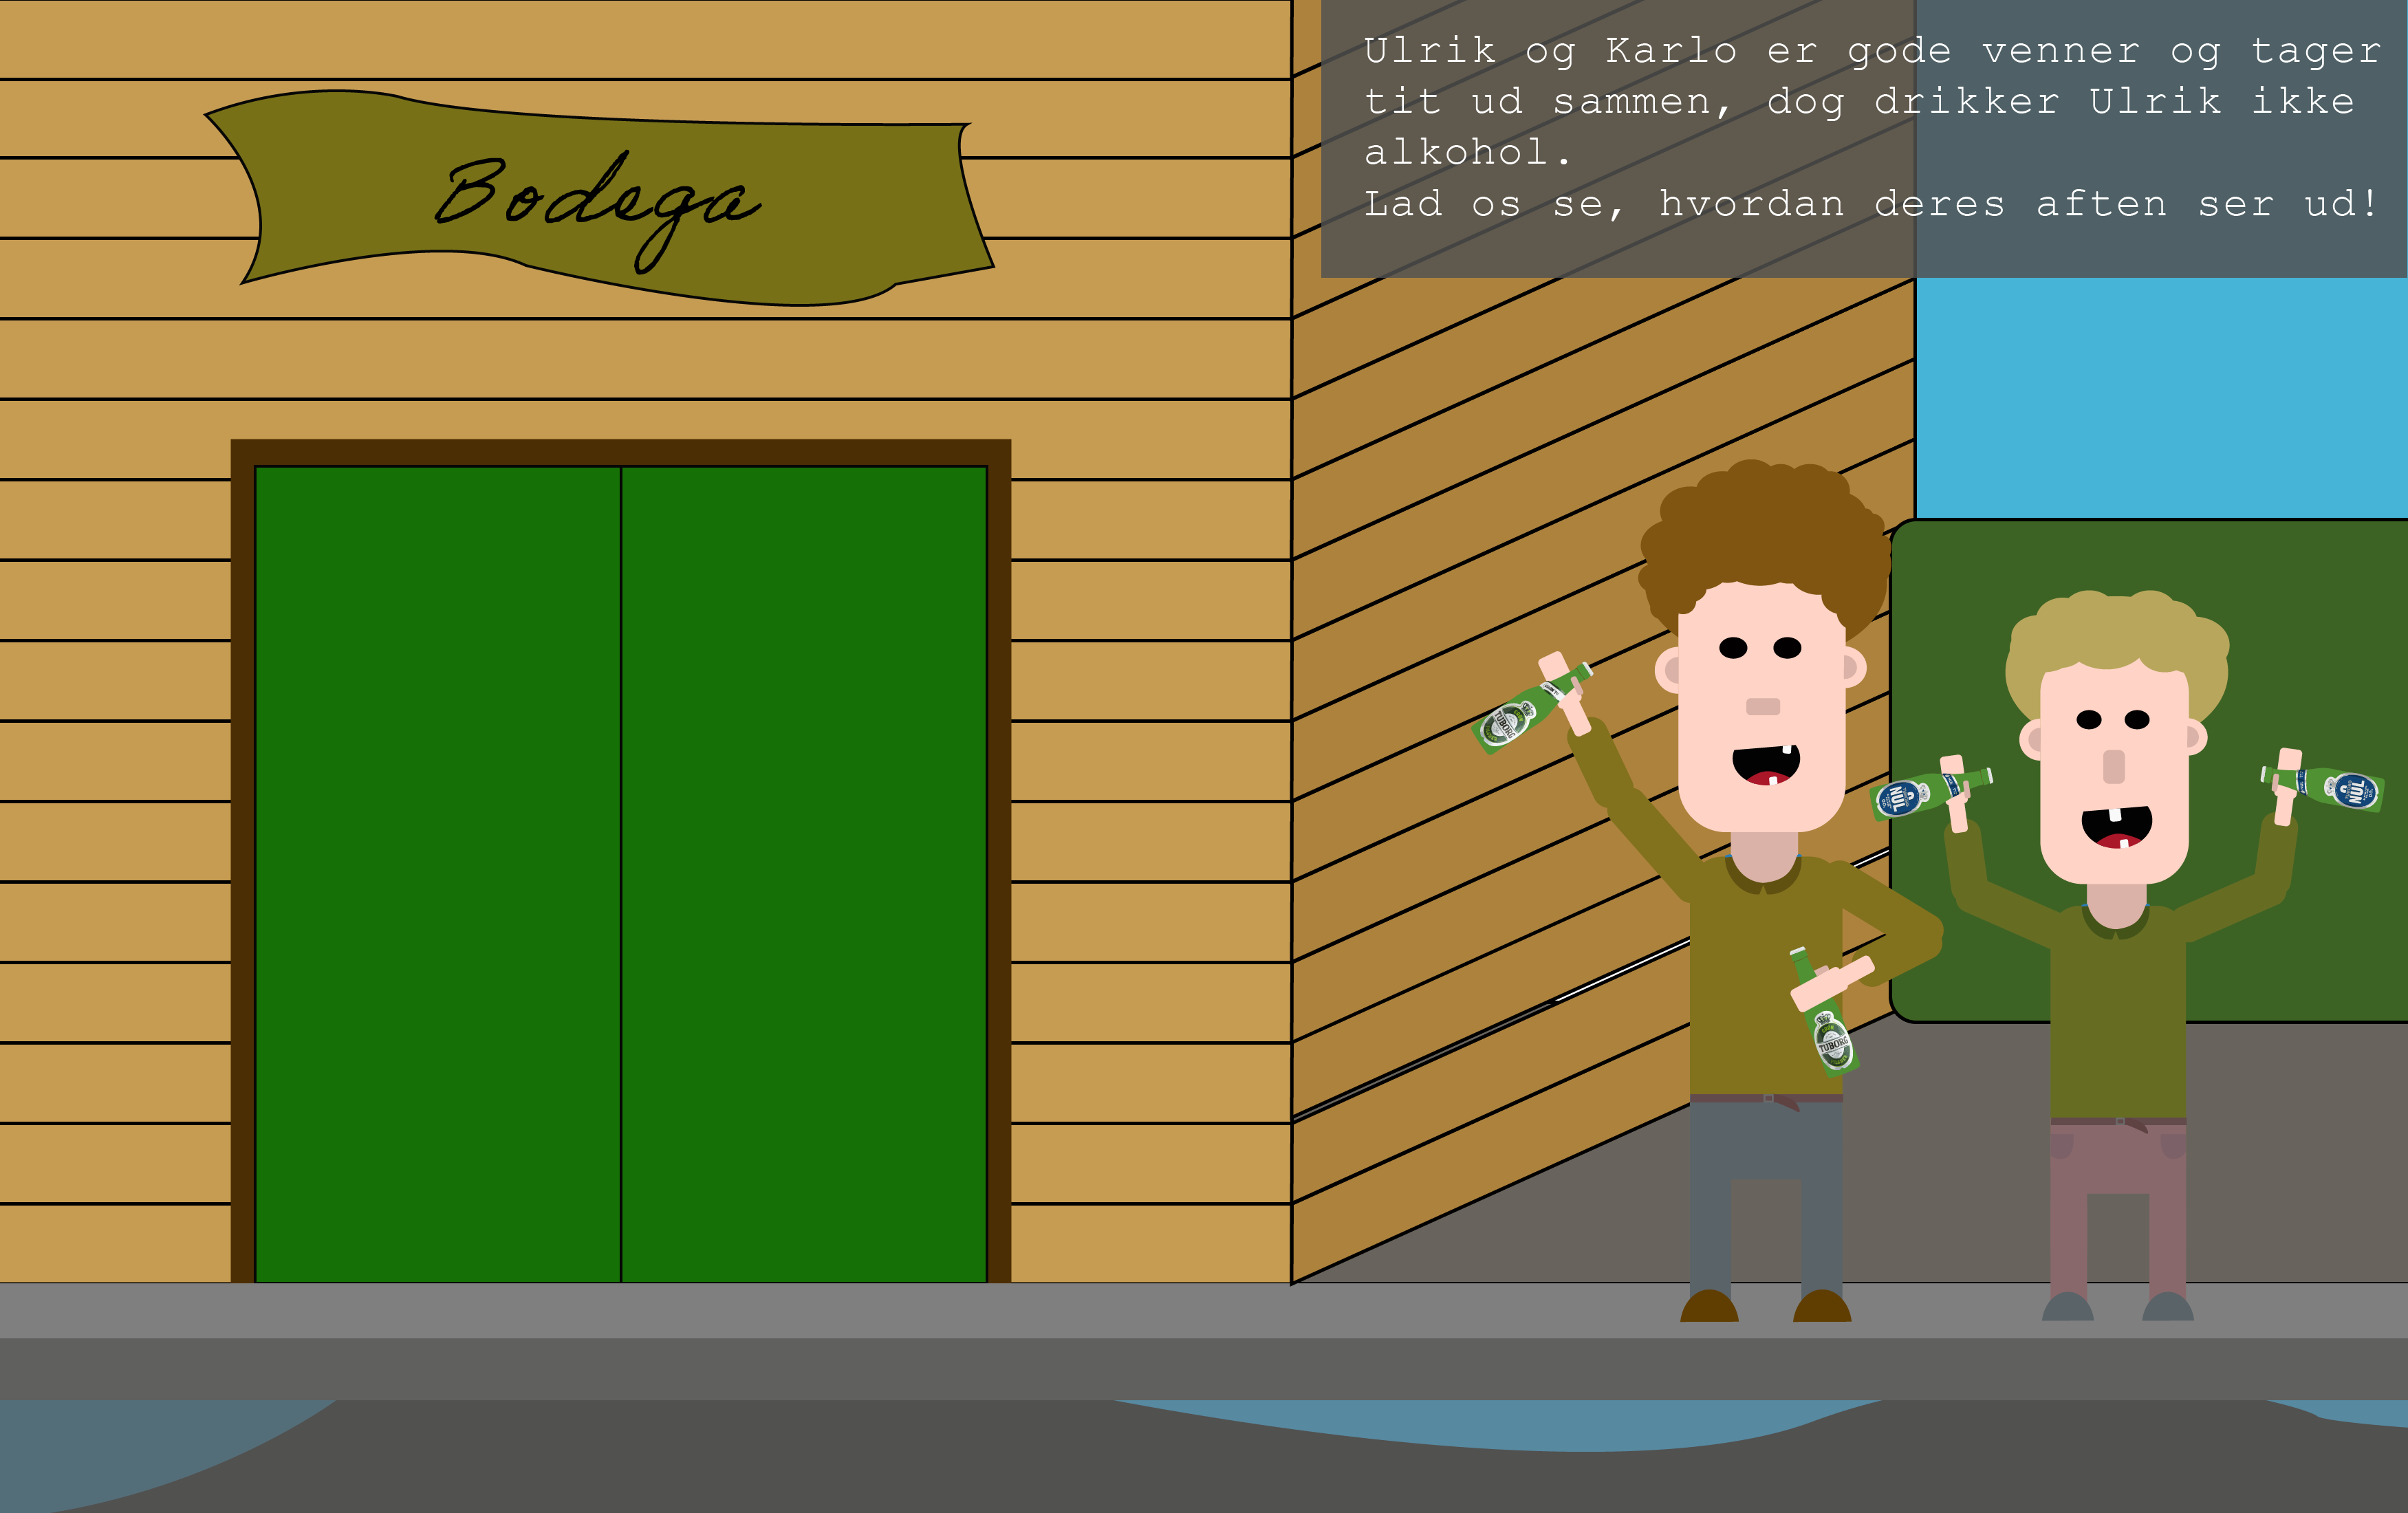 Ulrik og Karlo er gode venner og tager
tit ud sammen, dog drikker Ulrik ikke
alkohol.
Lad os se, hvordan deres aften ser ud!
Bodega
TUBORG
TUBORG
NUL
NUL